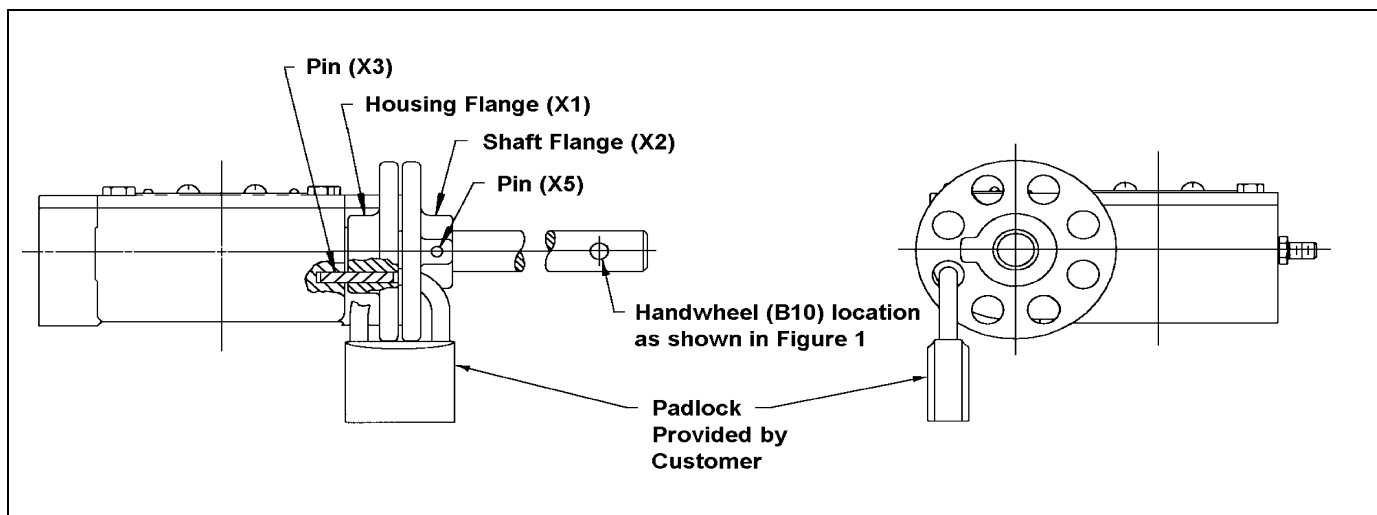 Pin (X3)
Housing Flange (X1)
Shaft Flange (X2)
Pin (X5)
Handwheel (B10) location
as shown in Figure 1
Padlock
Provided by
Customer